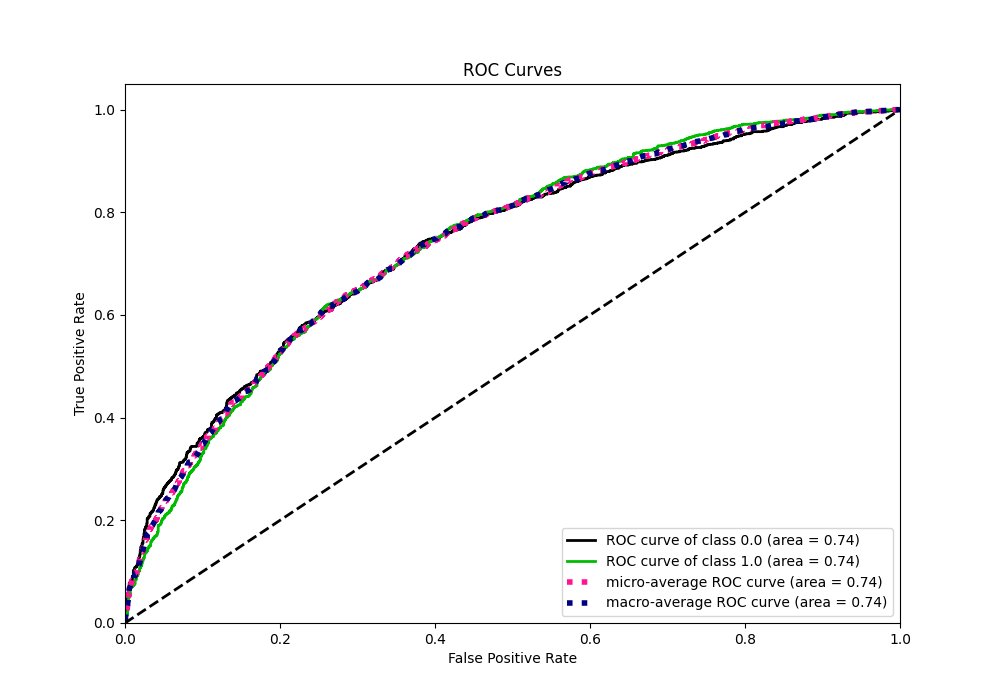 ROC Curves
True Positive Rate
1.0
0.8
0.6
0.4
0.2
0.0
0.0 0.2 0.4 0.6 0.8 1.0
False Positive Rate
ROC curve of class 0.0 (area = 0.74)
ROC curve of class 1.0 (area = 0.74)
micro-average ROC curve (area = 0.74)
macro-average ROC curve (area = 0.74)